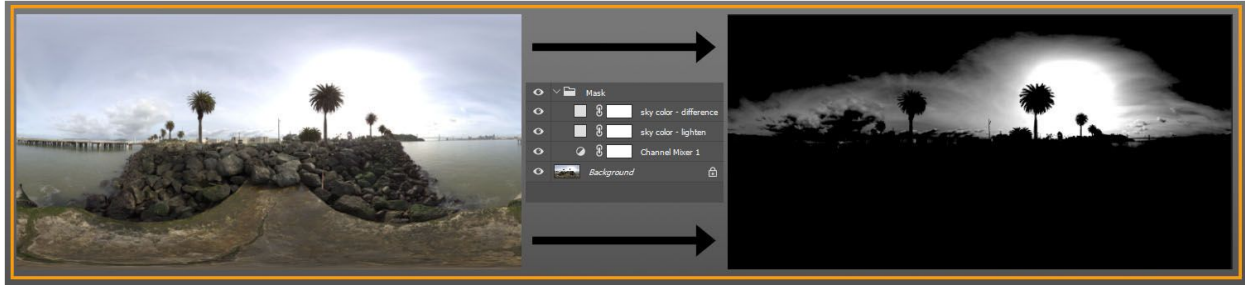 Mask
sky color - difference
sky color - lighten
Channel Mixer 1
Background